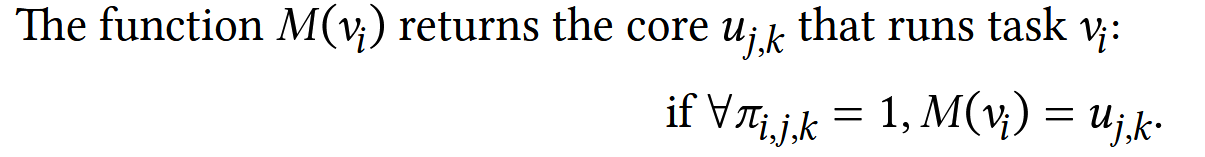 The function M(v_i) returns the core u_{j,k} that runs task v_i:
if ∀π_{i,j,k} = 1, M(v_i) = u_{j,k}.